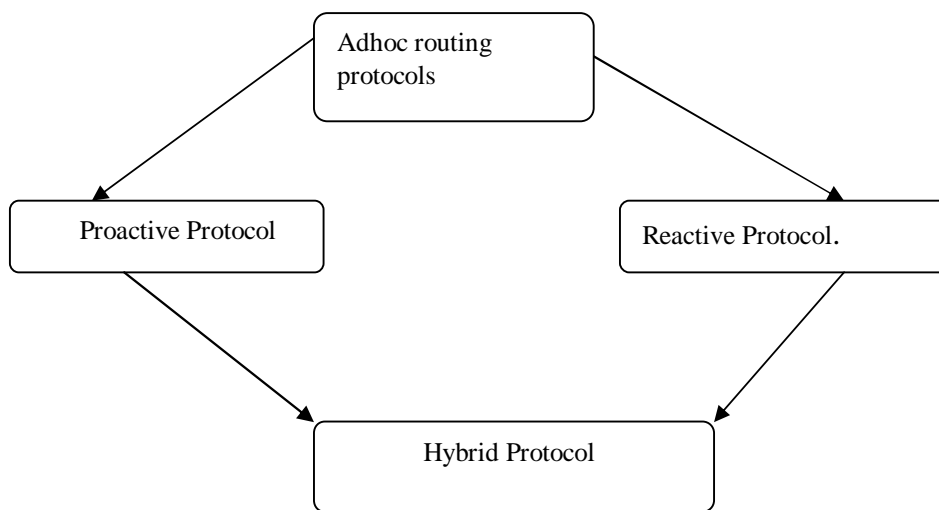 Adhoc routing
protocols
Proactive Protocol
Reactive Protocol.
Hybrid Protocol